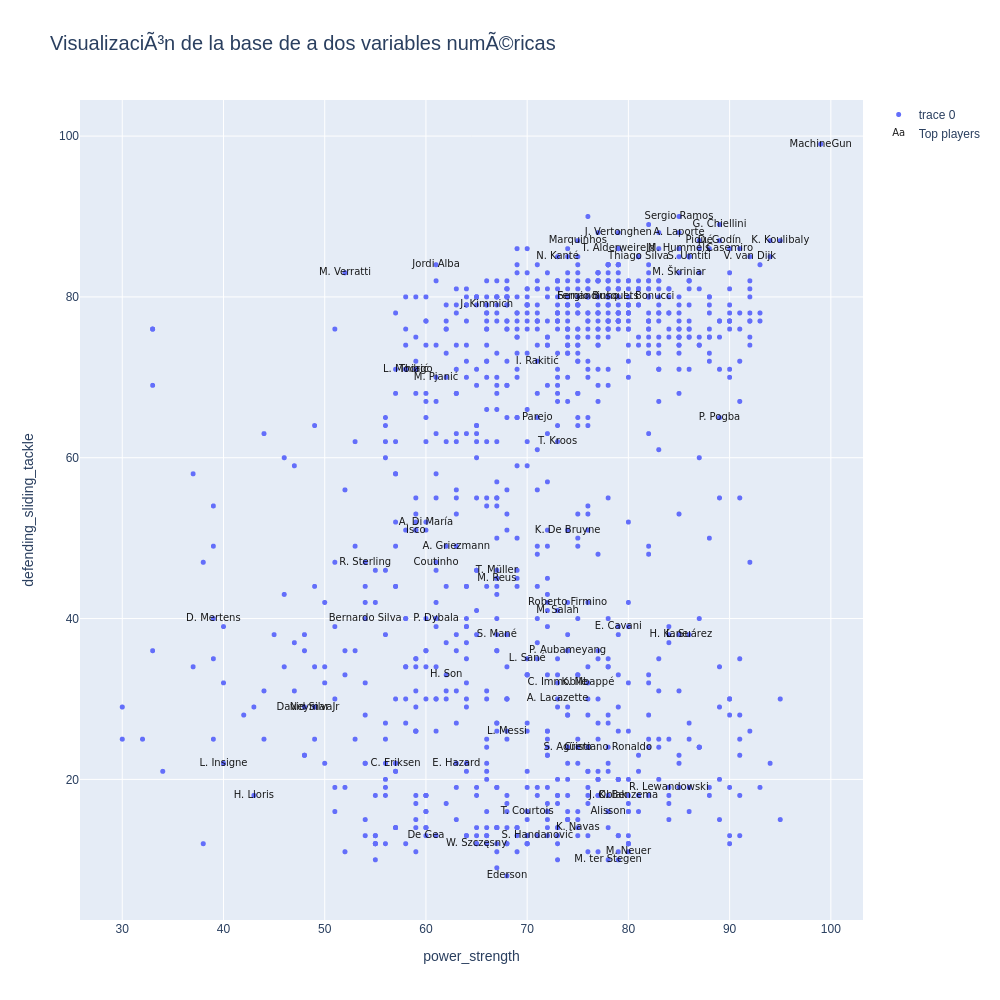 VisualizaciÃ³n de la base de a dos variables numÃ©ricas
trace 0
Aa Top players
MachineGun
Sergio Ramos
G. Chiellini
J. Vertonghen
A. Laporte
Marquinhos
Piqué
D. Godín
K. Koulibaly
T. Alderweireld
M. Hummels
Casemiro
N. Kanté
Thiago Silva
S. Umtiti
V. van Dijk
Jordi Alba
M. Verratti
M. Škriniar
J. Kimmich
L. Bonucci
I. Rakitić
M. Pjanić
Parejo
P. Pogba
T. Kroos
A. Di María
Isco
K. De Bruyne
A. Griezmann
R. Sterling
Coutinho
T. Müller
M. Reus
Roberto Firmino
M. Salah
D. Mertens
Bernardo Silva
P. Dybala
E. Cavani
S. Mané
H. Kane
L. Suárez
P. Aubameyang
L. Sané
H. Son
C. Immobile
K. Mbappé
A. Lacazette
David Silva
Neymar Jr
L. Messi
S. Agüero
Cristiano Ronaldo
L. Insigne
C. Eriksen
E. Hazard
R. Lewandowski
H. Lloris
J. Oblak
K. Benzema
T. Courtois
Alisson
K. Navas
De Gea
S. Handanovič
W. Szczęsny
M. Neuer
M. ter Stegen
Ederson
100
80
60
40
20
defending_sliding_tackle
30 40 50 60 70 80 90 100
power_strength